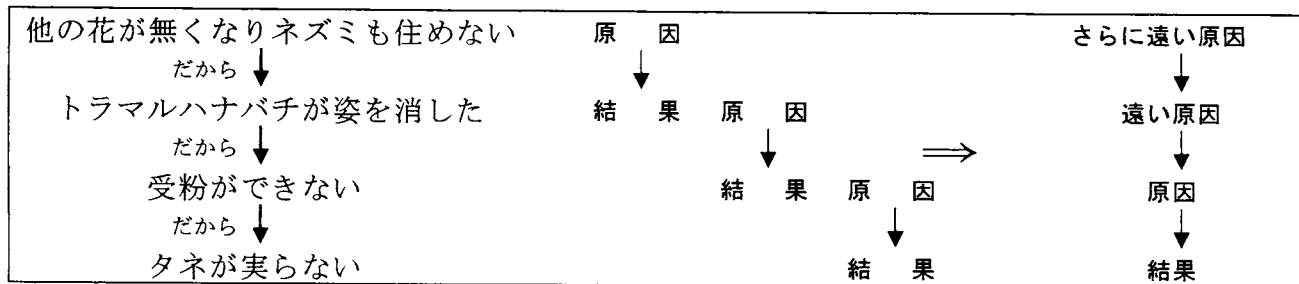 他の花が無くなりネズミも住めない 原因 さらに遠い原因
だから
トラマルハナバチが姿を消した 結果 原因 遠い原因
だから
受粉ができない 結果 原因 原因
だから
タネが実らない 結果 結果